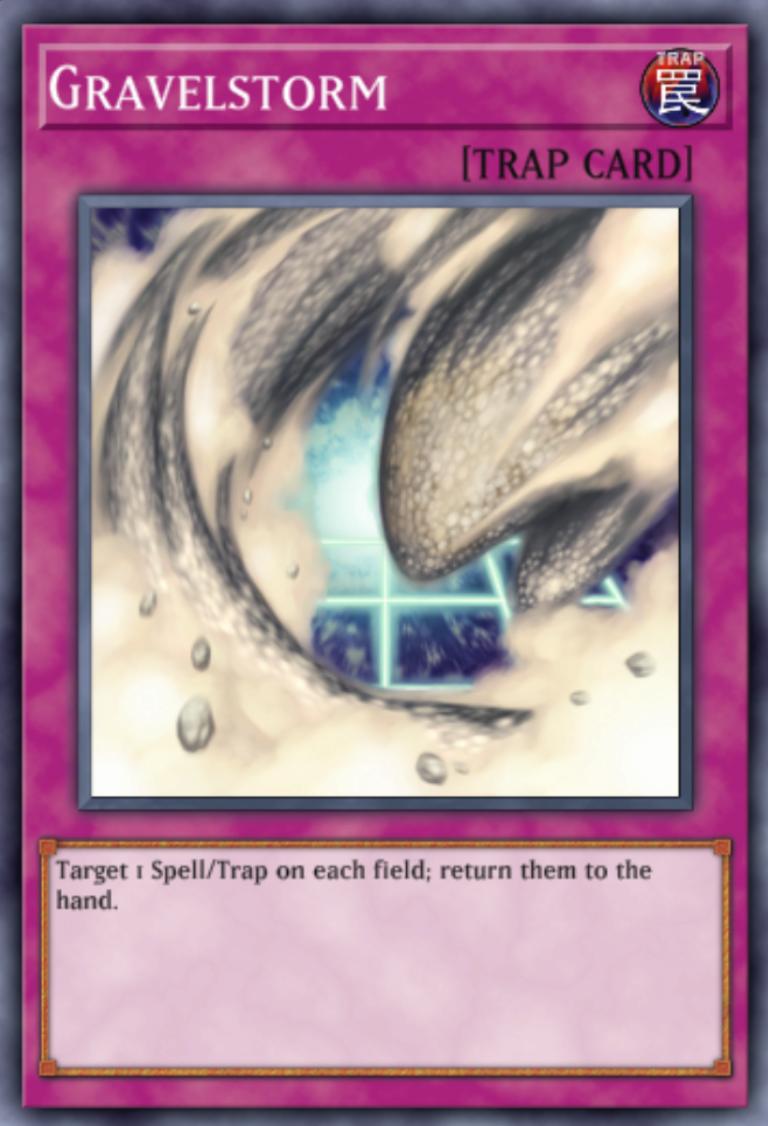 GRAVELSTORM
TRAP
罠
[TRAP CARD]
Target 1 Spell/Trap on each field; return them to the
hand.